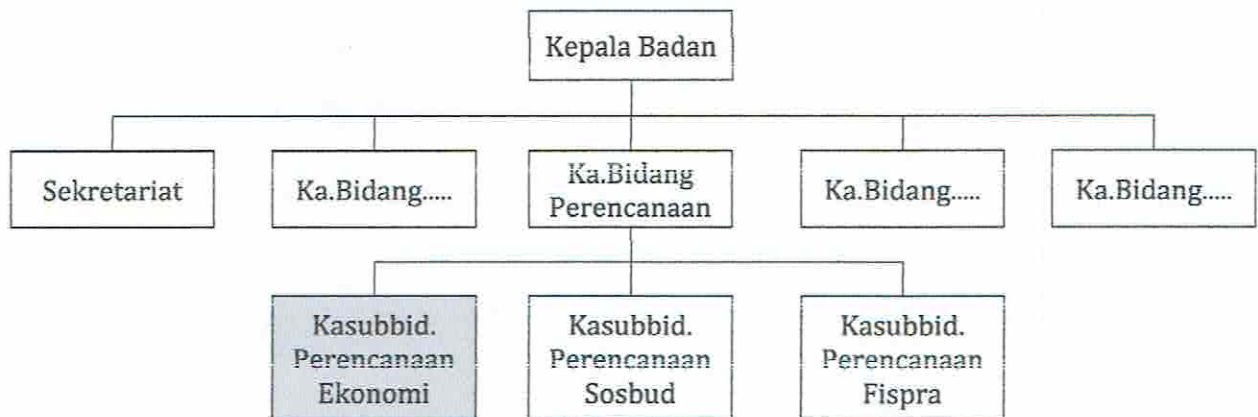 Kepala Badan
Sekretariat
Ka.Bidang.....
Ka.Bidang
Perencanaan
Ka.Bidang.....
Ka.Bidang.....
Kasubbid.
Perencanaan
Ekonomi
Kasubbid.
Perencanaan
Sosbud
Kasubbid.
Perencanaan
Fispra